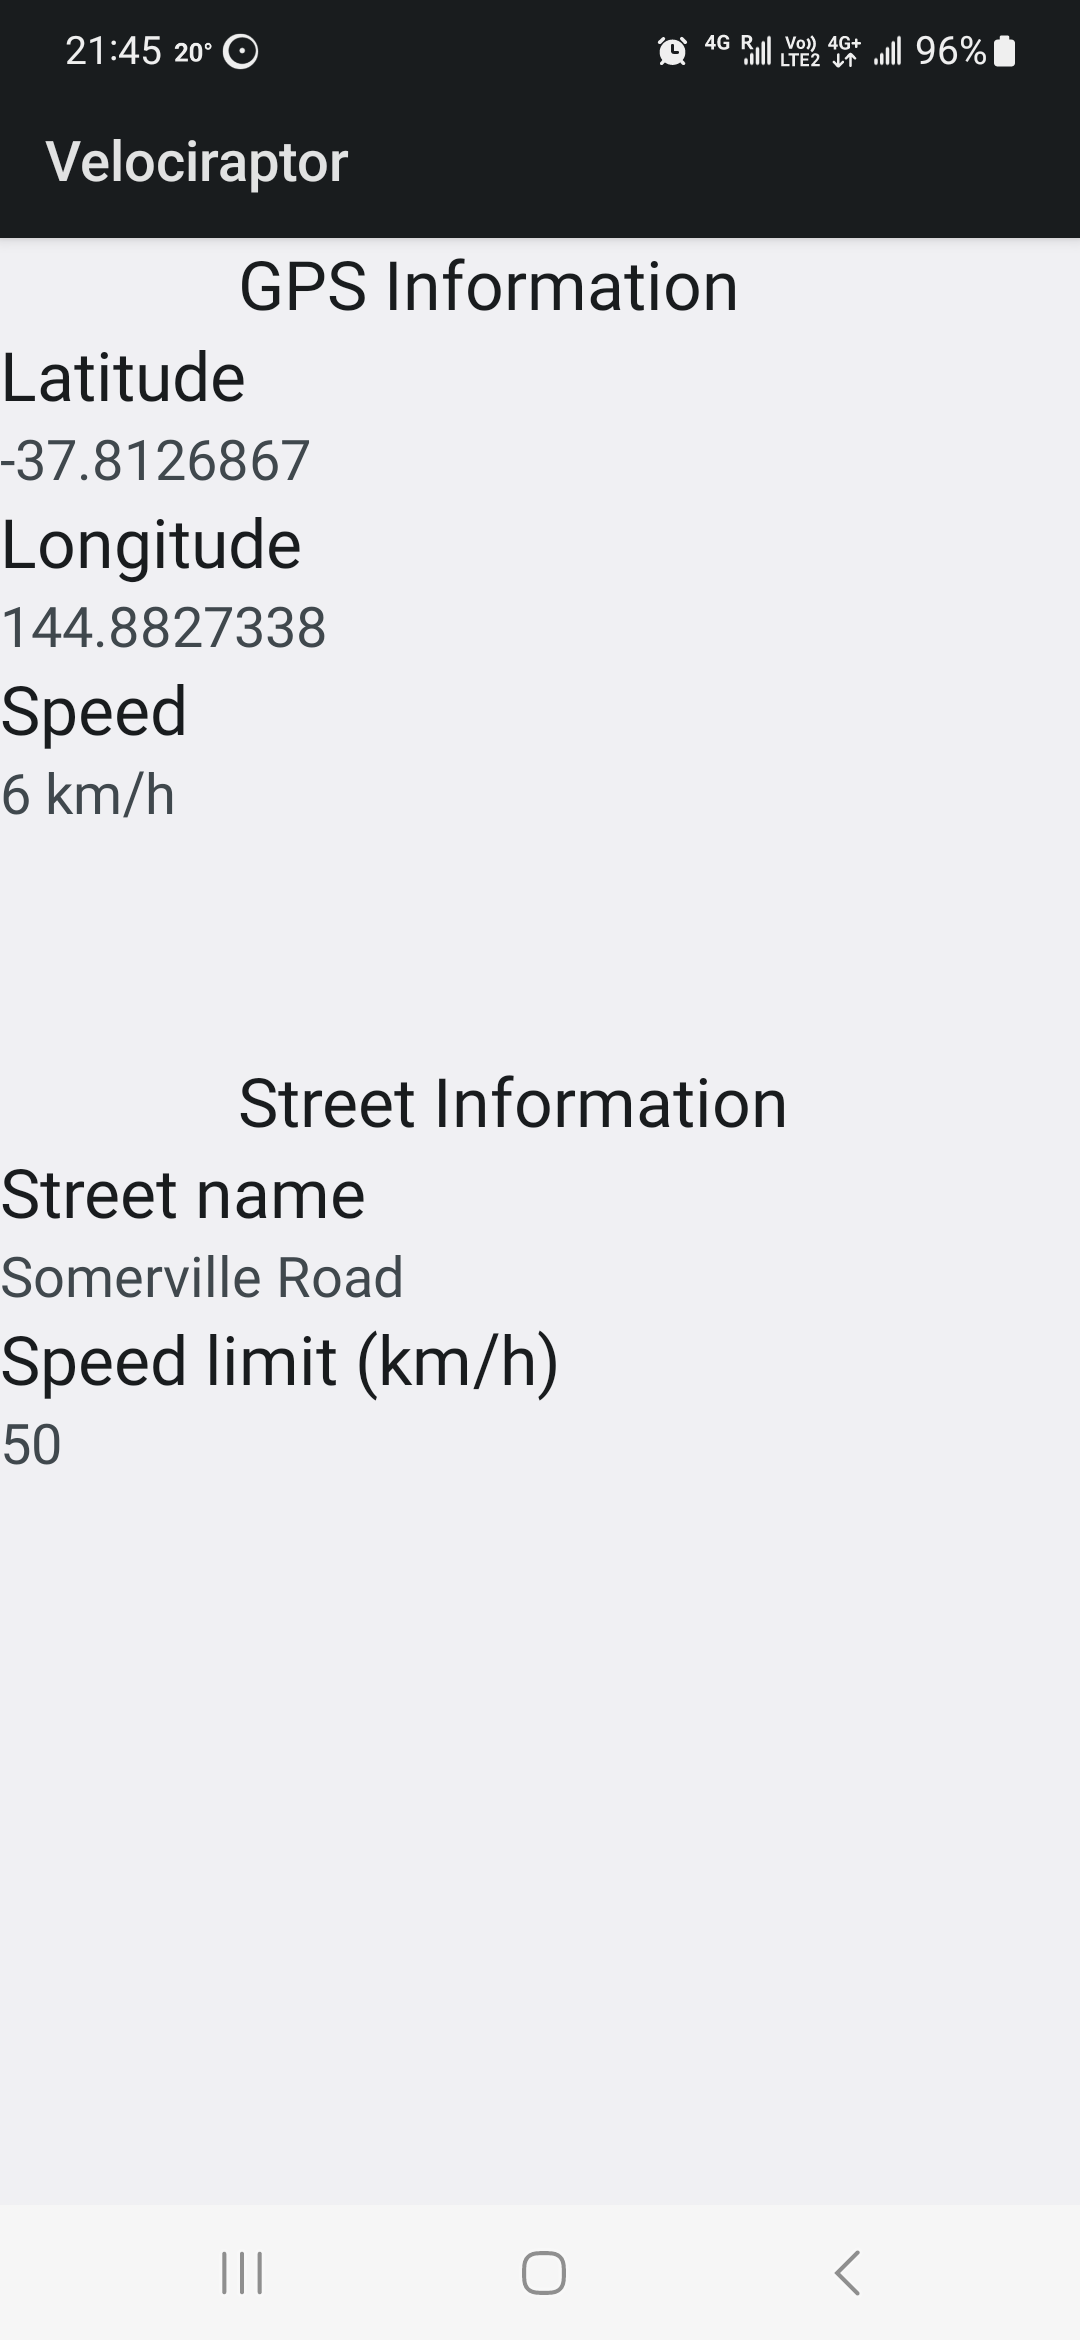 21:45 20° 4G R Vo)) LTE2 4G+ 96%
Velociraptor
GPS Information
Latitude
-37.8126867
Longitude
144.8827338
Speed
6 km/h
Street Information
Street name
Somerville Road
Speed limit (km/h)
50